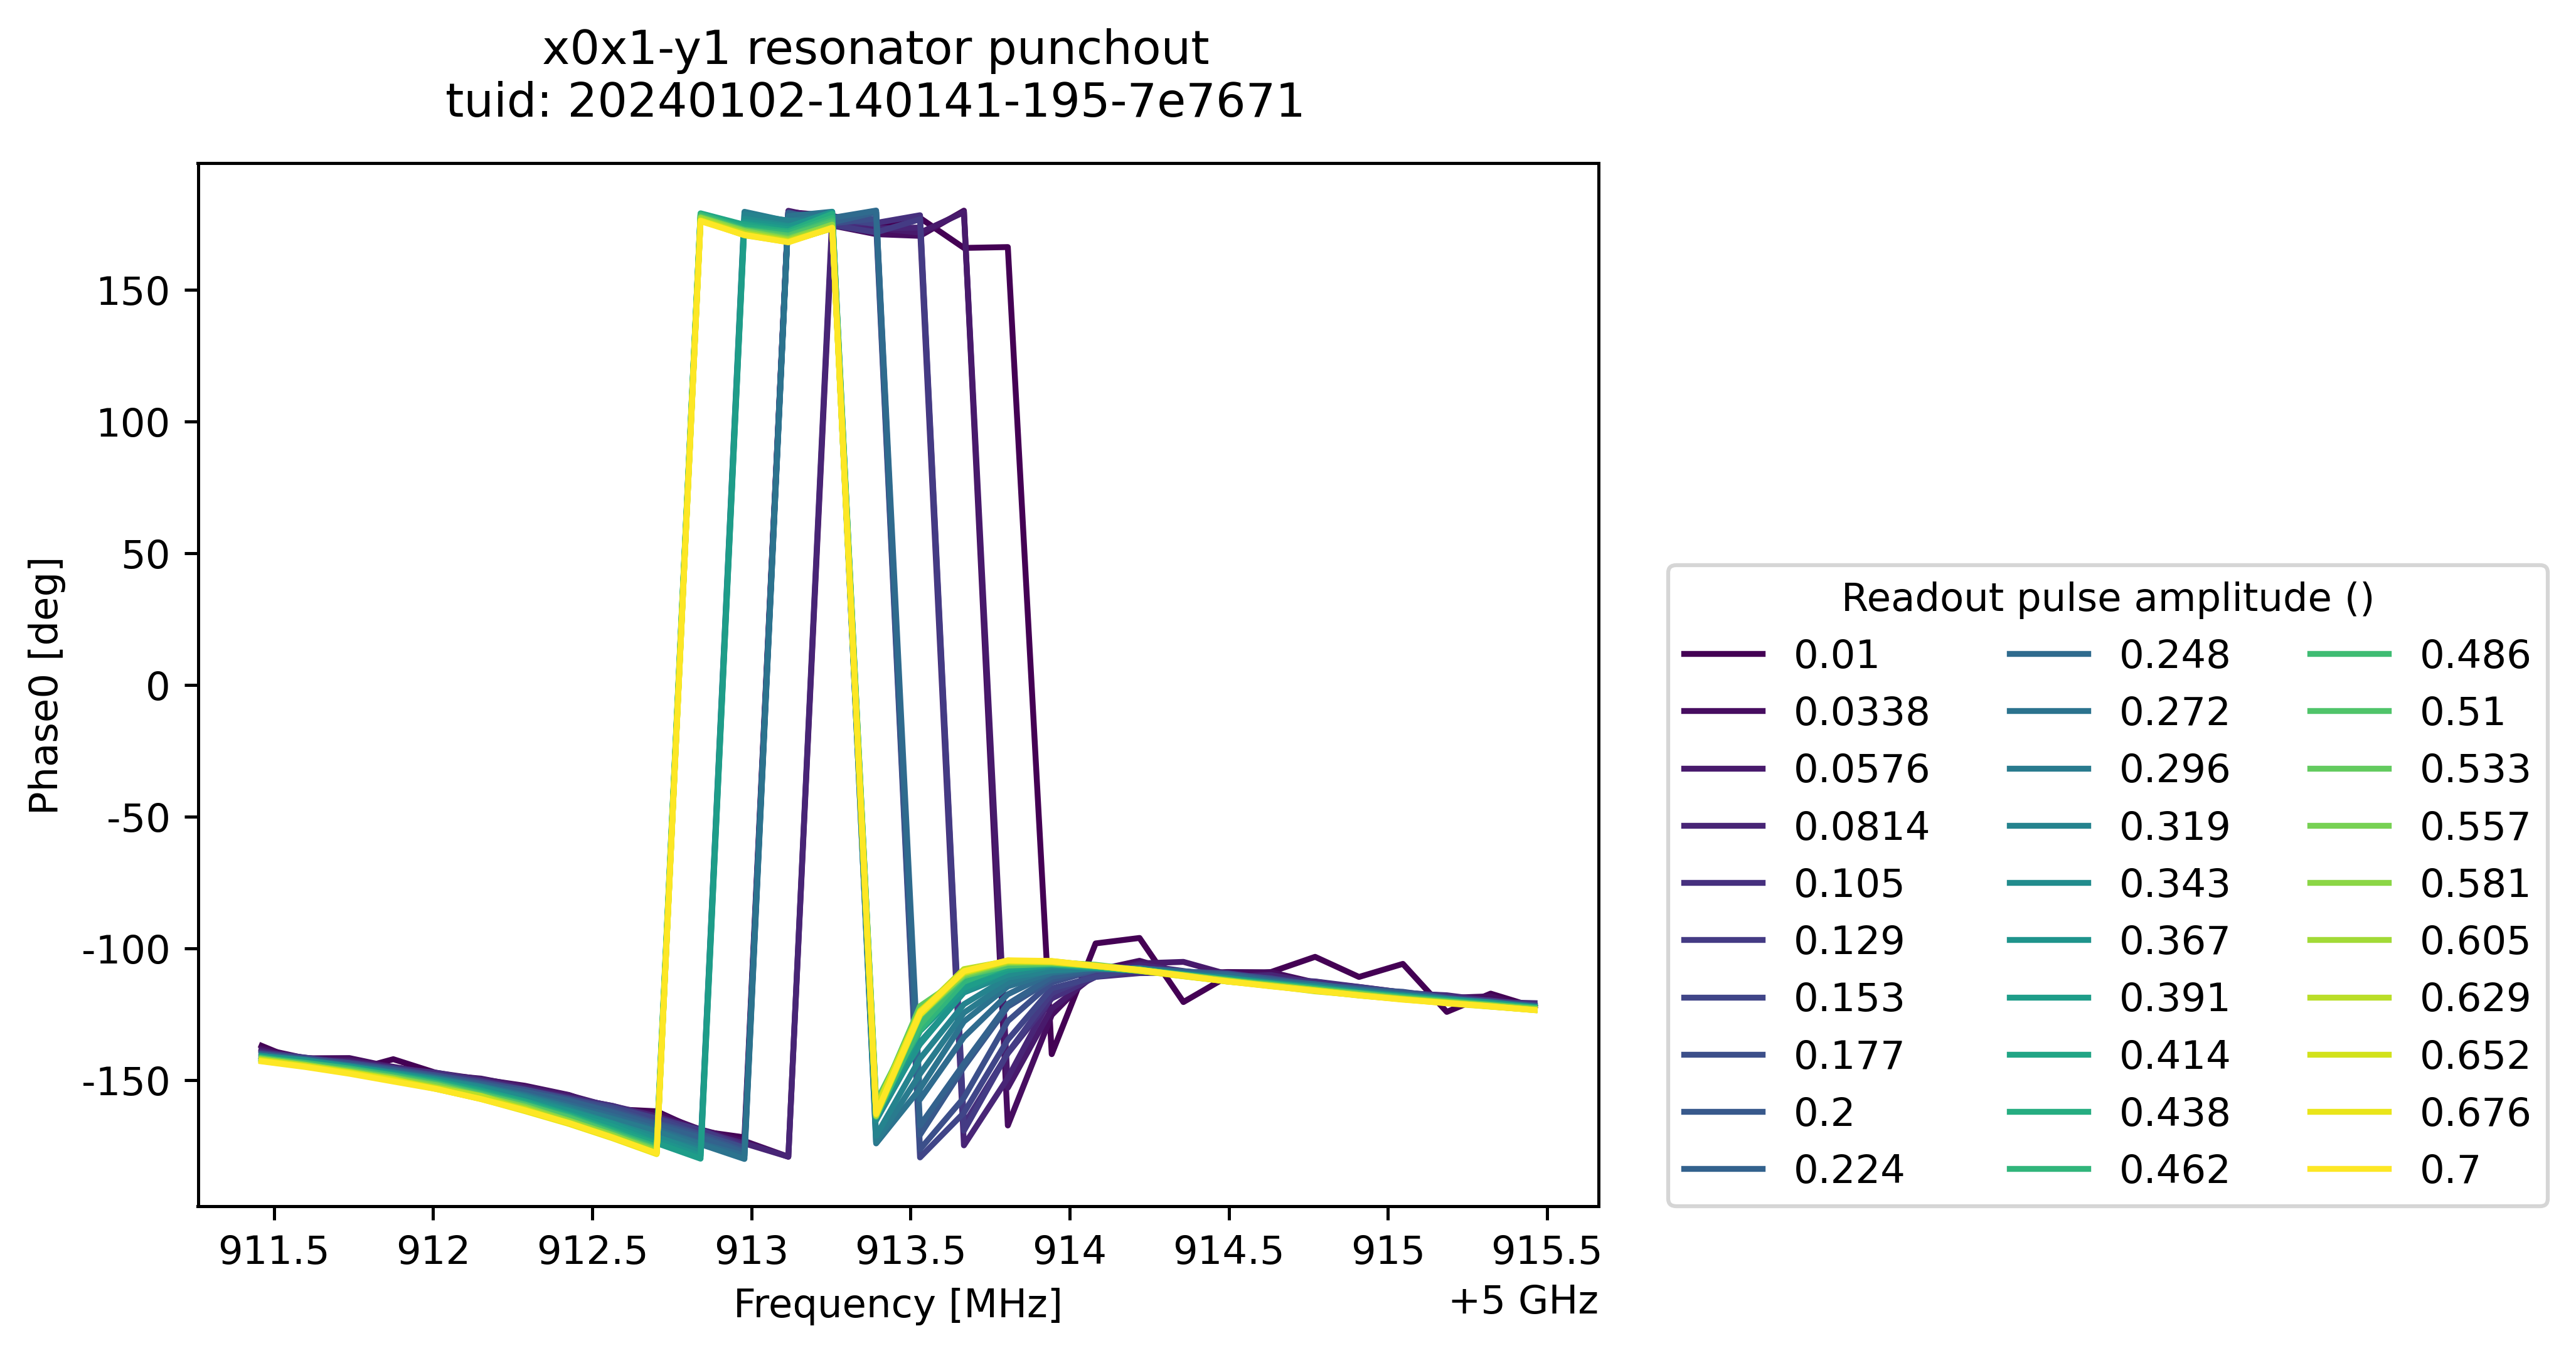 x0x1-y1 resonator punchout
tuid: 20240102-140141-195-7e7671
Phase0 [deg]
150
100
50
0
-50
-100
-150
911.5 912 912.5 913 913.5 914 914.5 915 915.5
Frequency [MHz]
+5 GHz
Readout pulse amplitude ()
0.01 0.248 0.486
0.0338 0.272 0.51
0.0576 0.296 0.533
0.0814 0.319 0.557
0.105 0.343 0.581
0.129 0.367 0.605
0.153 0.391 0.629
0.177 0.414 0.652
0.2 0.438 0.676
0.224 0.462 0.7